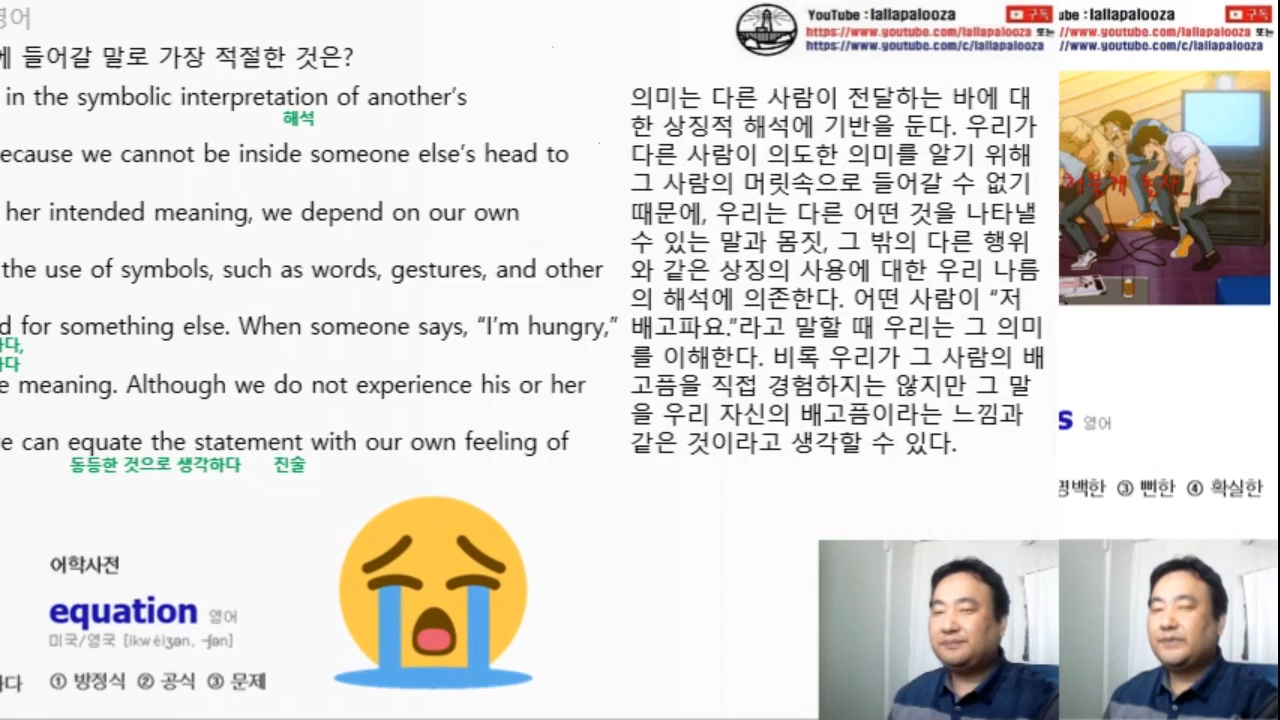 영어
에 들어갈 말로 가장 적절한 것은?
in the symbolic interpretation of another's
해석
ecause we cannot be inside someone else's head to
her intended meaning, we depend on our own
the use of symbols, such as words, gestures, and other
d for something else. When someone says, “I'm hungry,”
하다,
하다
e meaning. Although we do not experience his or her
e can equate the statement with our own feeling of
동등한 것으로 생각하다 진술
어학사전
equation 영어
미국/영국 [ikwéiʒən, -ʃən]
하다 ① 방정식 ② 공식 ③ 문제
YouTube : lallapalooza 구독
https://www.youtube.com/lallapalooza 또는
https://www.youtube.com/c/lallapalooza
의미는 다른 사람이 전달하는 바에 대
한 상징적 해석에 기반을 둔다. 우리가
다른 사람이 의도한 의미를 알기 위해
그 사람의 머릿속으로 들어갈 수 없기
때문에, 우리는 다른 어떤 것을 나타낼
수 있는 말과 몸짓, 그 밖의 다른 행위
와 같은 상징의 사용에 대한 우리 나름
의 해석에 의존한다. 어떤 사람이 “저
배고파요.”라고 말할 때 우리는 그 의미
를 이해한다. 비록 우리가 그 사람의 배
고픔을 직접 경험하지는 않지만 그 말
을 우리 자신의 배고픔이라는 느낌과
같은 것이라고 생각할 수 있다.
ube : lallapalooza 구독
www.youtube.com/lallapalooza 또는
//www.youtube.com/c/lallapalooza
s 영어
명백한 ③ 뻔한 ④ 확실한